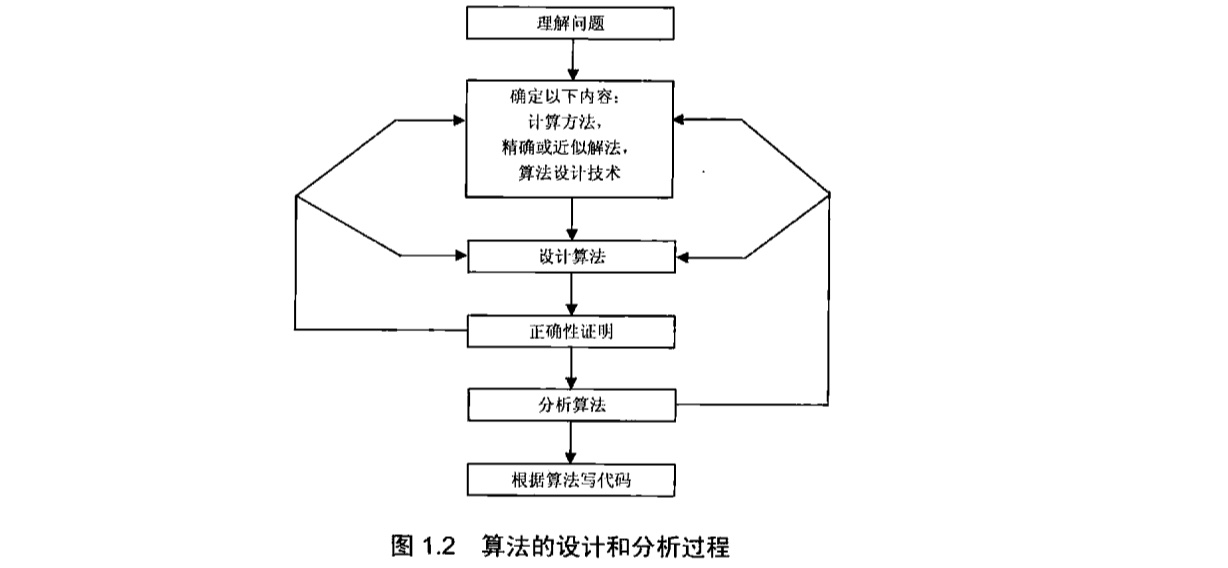 理解问题
确定以下内容：
计算方法，
精确或近似解法，
算法设计技术
设计算法
正确性证明
分析算法
根据算法写代码
图 1.2 算法的设计和分析过程